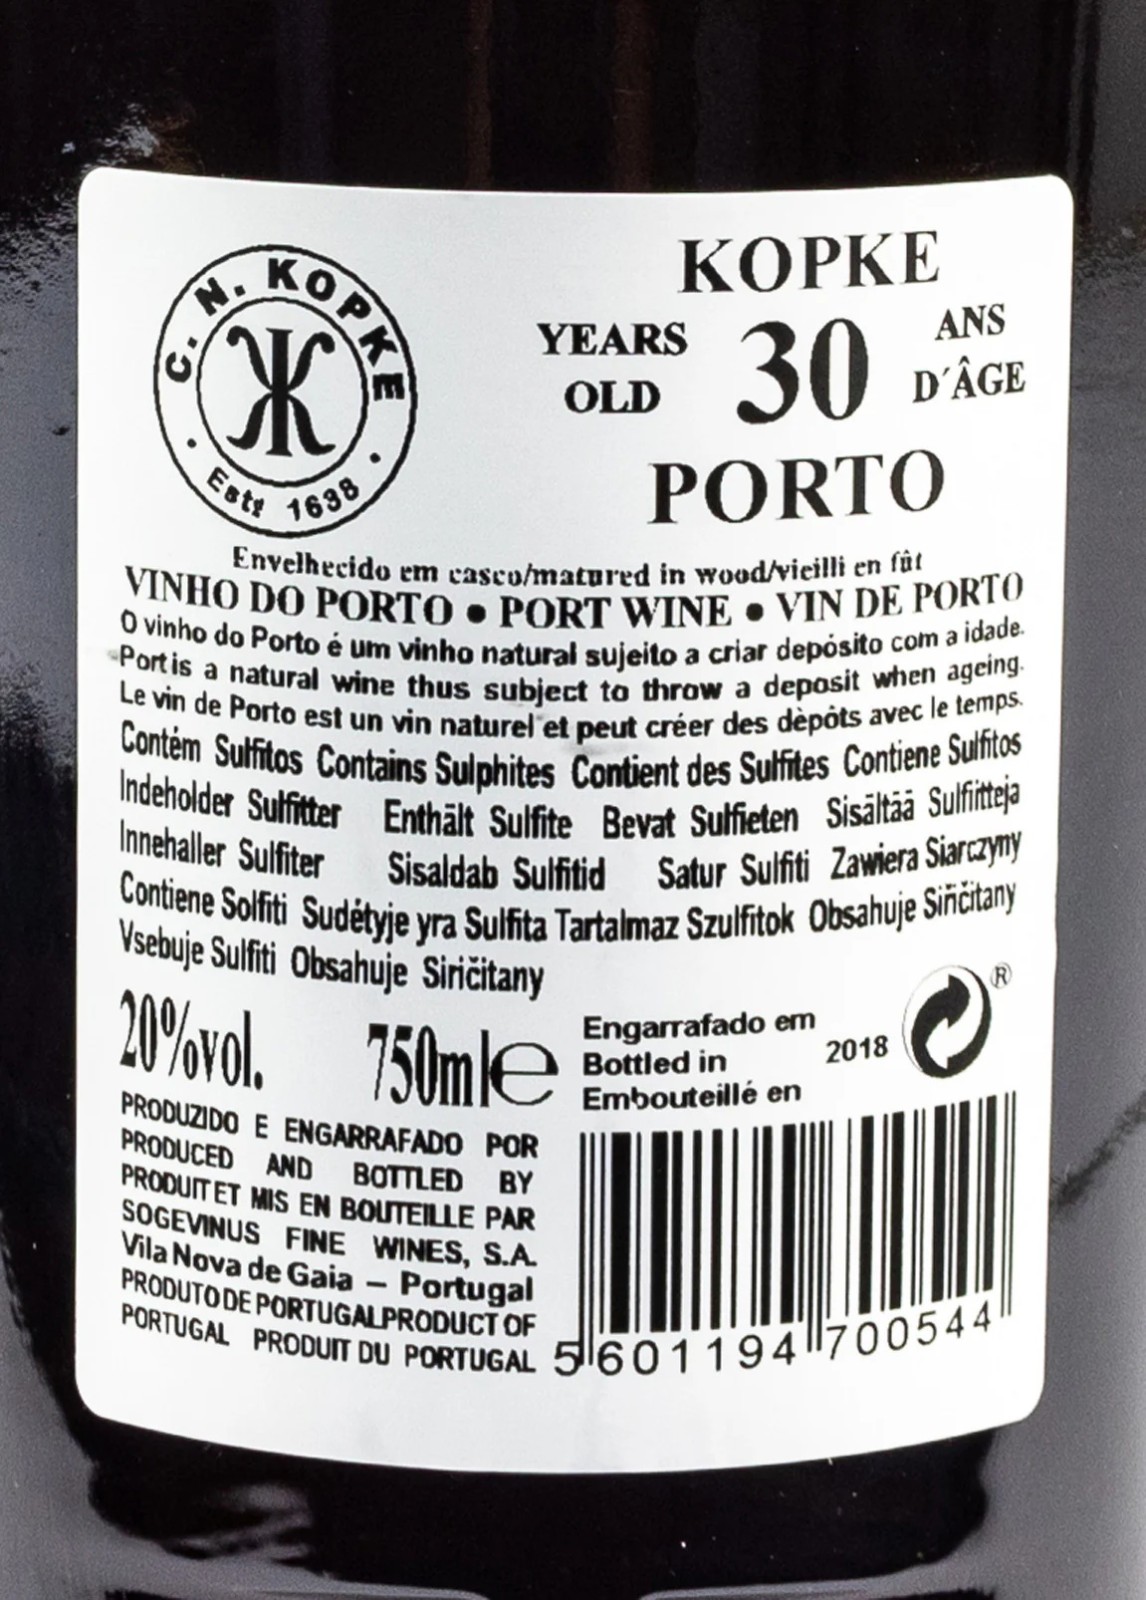 C. N. KOPKE
Estd 1638
KOPKE
YEARS OLD 30 ANS D´ÂGE
PORTO
Envelhecido em casco/matured in wood/vieilli en fût
VINHO DO PORTO • PORT WINE • VIN DE PORTO
O vinho do Porto é um vinho natural sujeito a criar depósito com a idade.
Port is a natural wine thus subject to throw a deposit when ageing.
Le vin de Porto est un vin naturel et peut créer des dèpôts avec le temps.
Contém Sulfitos Contains Sulphites Contient des Sulfites Contiene Sulfitos
Indeholder Sulfitter Enthält Sulfite Bevat Sulfieten Sisältää Sulfiitteja
Innehaller Sulfiter Sisaldab Sulfitid Satur Sulfiti Zawiera Siarczyny
Contiene Solfiti Sudétyje yra Sulfita Tartalmaz Szulfitok Obsahuje Siřičitany
Vsebuje Sulfiti Obsahuje Siričitany
20%vol. 750ml e
Engarrafado em
Bottled in 2018
Embouteillé en
®
PRODUZIDO E ENGARRAFADO POR
PRODUCED AND BOTTLED BY
PRODUIT ET MIS EN BOUTEILLE PAR
SOGEVINUS FINE WINES, S.A.
Vila Nova de Gaia – Portugal
PRODUTO DE PORTUGAL PRODUCT OF
PORTUGAL PRODUIT DU PORTUGAL
5 601194 700544